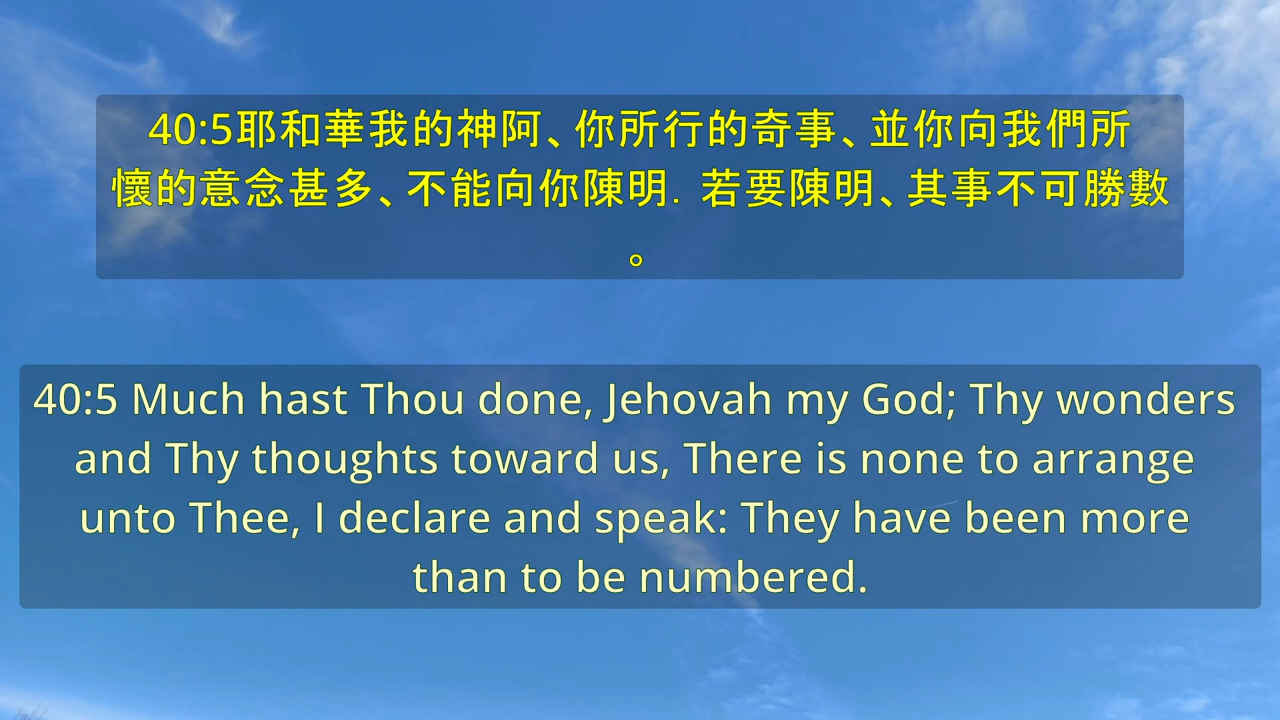 40:5耶和華我的神阿、你所行的奇事、並你向我們所
懷的意念甚多、不能向你陳明．若要陳明、其事不可勝數
。
40:5 Much hast Thou done, Jehovah my God; Thy wonders
and Thy thoughts toward us, There is none to arrange
unto Thee, I declare and speak: They have been more
than to be numbered.